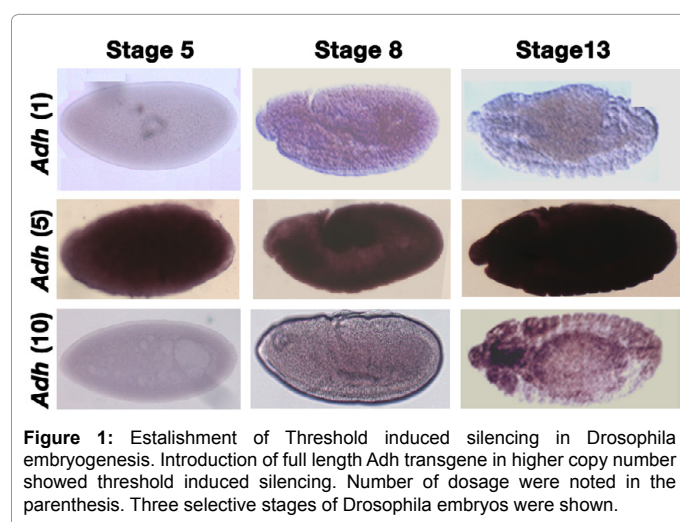 Stage 5 Stage 8 Stage13
Adh (1)
Adh (5)
Adh (10)
Figure 1: Estalishment of Threshold induced silencing in Drosophila
embryogenesis. Introduction of full length Adh transgene in higher copy number
showed threshold induced silencing. Number of dosage were noted in the
parenthesis. Three selective stages of Drosophila embryos were shown.